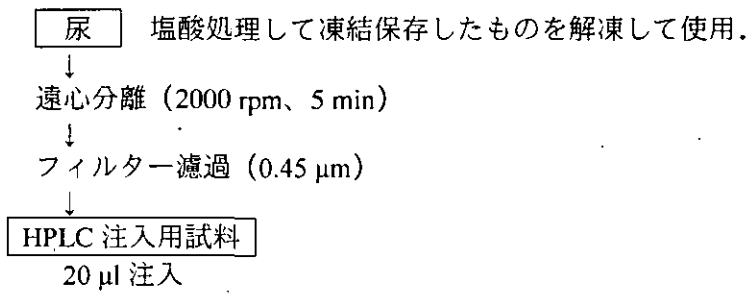 尿 塩酸処理して凍結保存したものを解凍して使用.
↓
遠心分離（2000 rpm、5 min）
↓
フィルター濾過（0.45 μm）
↓
HPLC 注入用試料
20 μl 注入